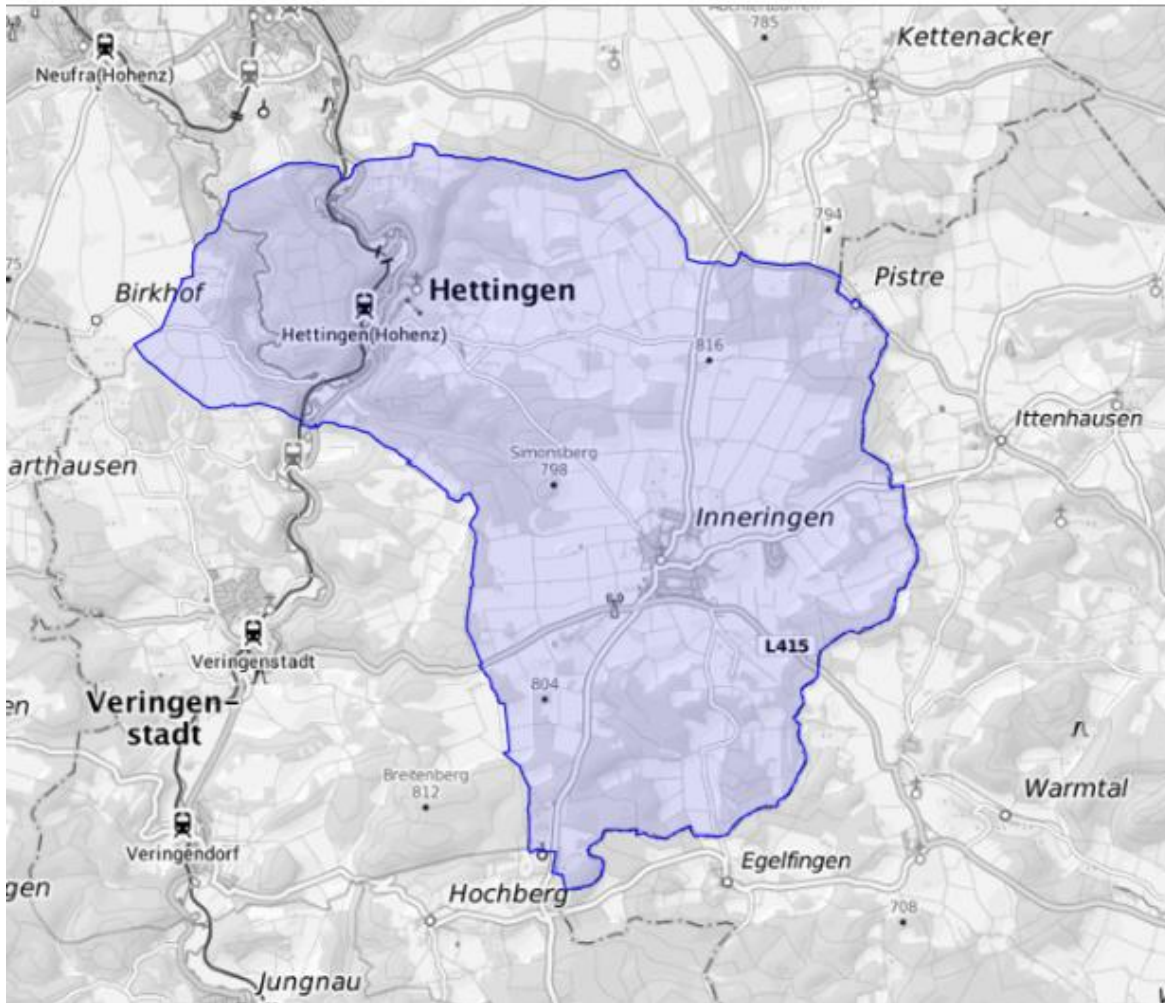 785
Kettenacker
Neufra(Hohenz)
794
75
Pistre
Birkhof
Hettingen
Hettingen(Hohenz)
816
Ittenhausen
arthausen
Simonsberg
798
Inneringen
L415
Veringenstadt
en
804
Veringen-
stadt
Breitenberg
812
Warmtal
Veringendorf
Egelfingen
gen
Hochberg
708
Jungnau